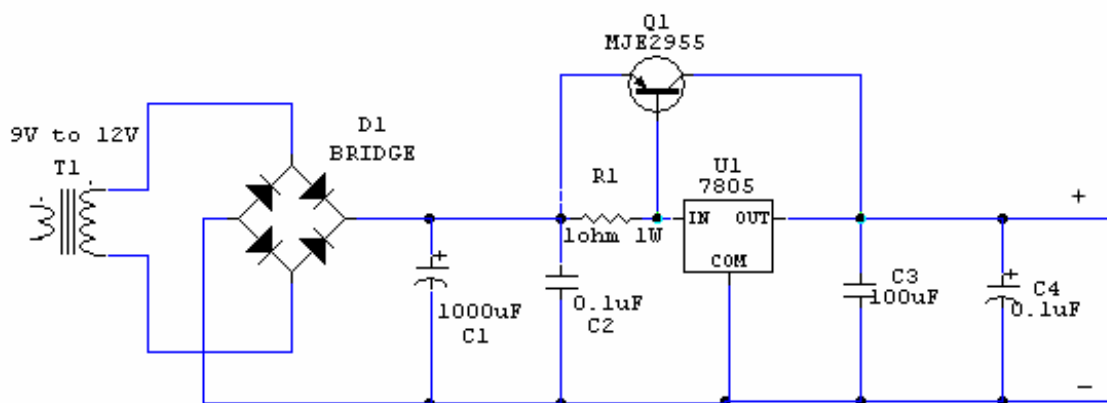 Q1
MJE2955
9V to 12V
T1
D1
BRIDGE
R1
1ohm 1W
U1
7805
IN OUT
COM
+
1000uF
C1
0.1uF
C2
C3
100uF
+
C4
0.1uF
+
−